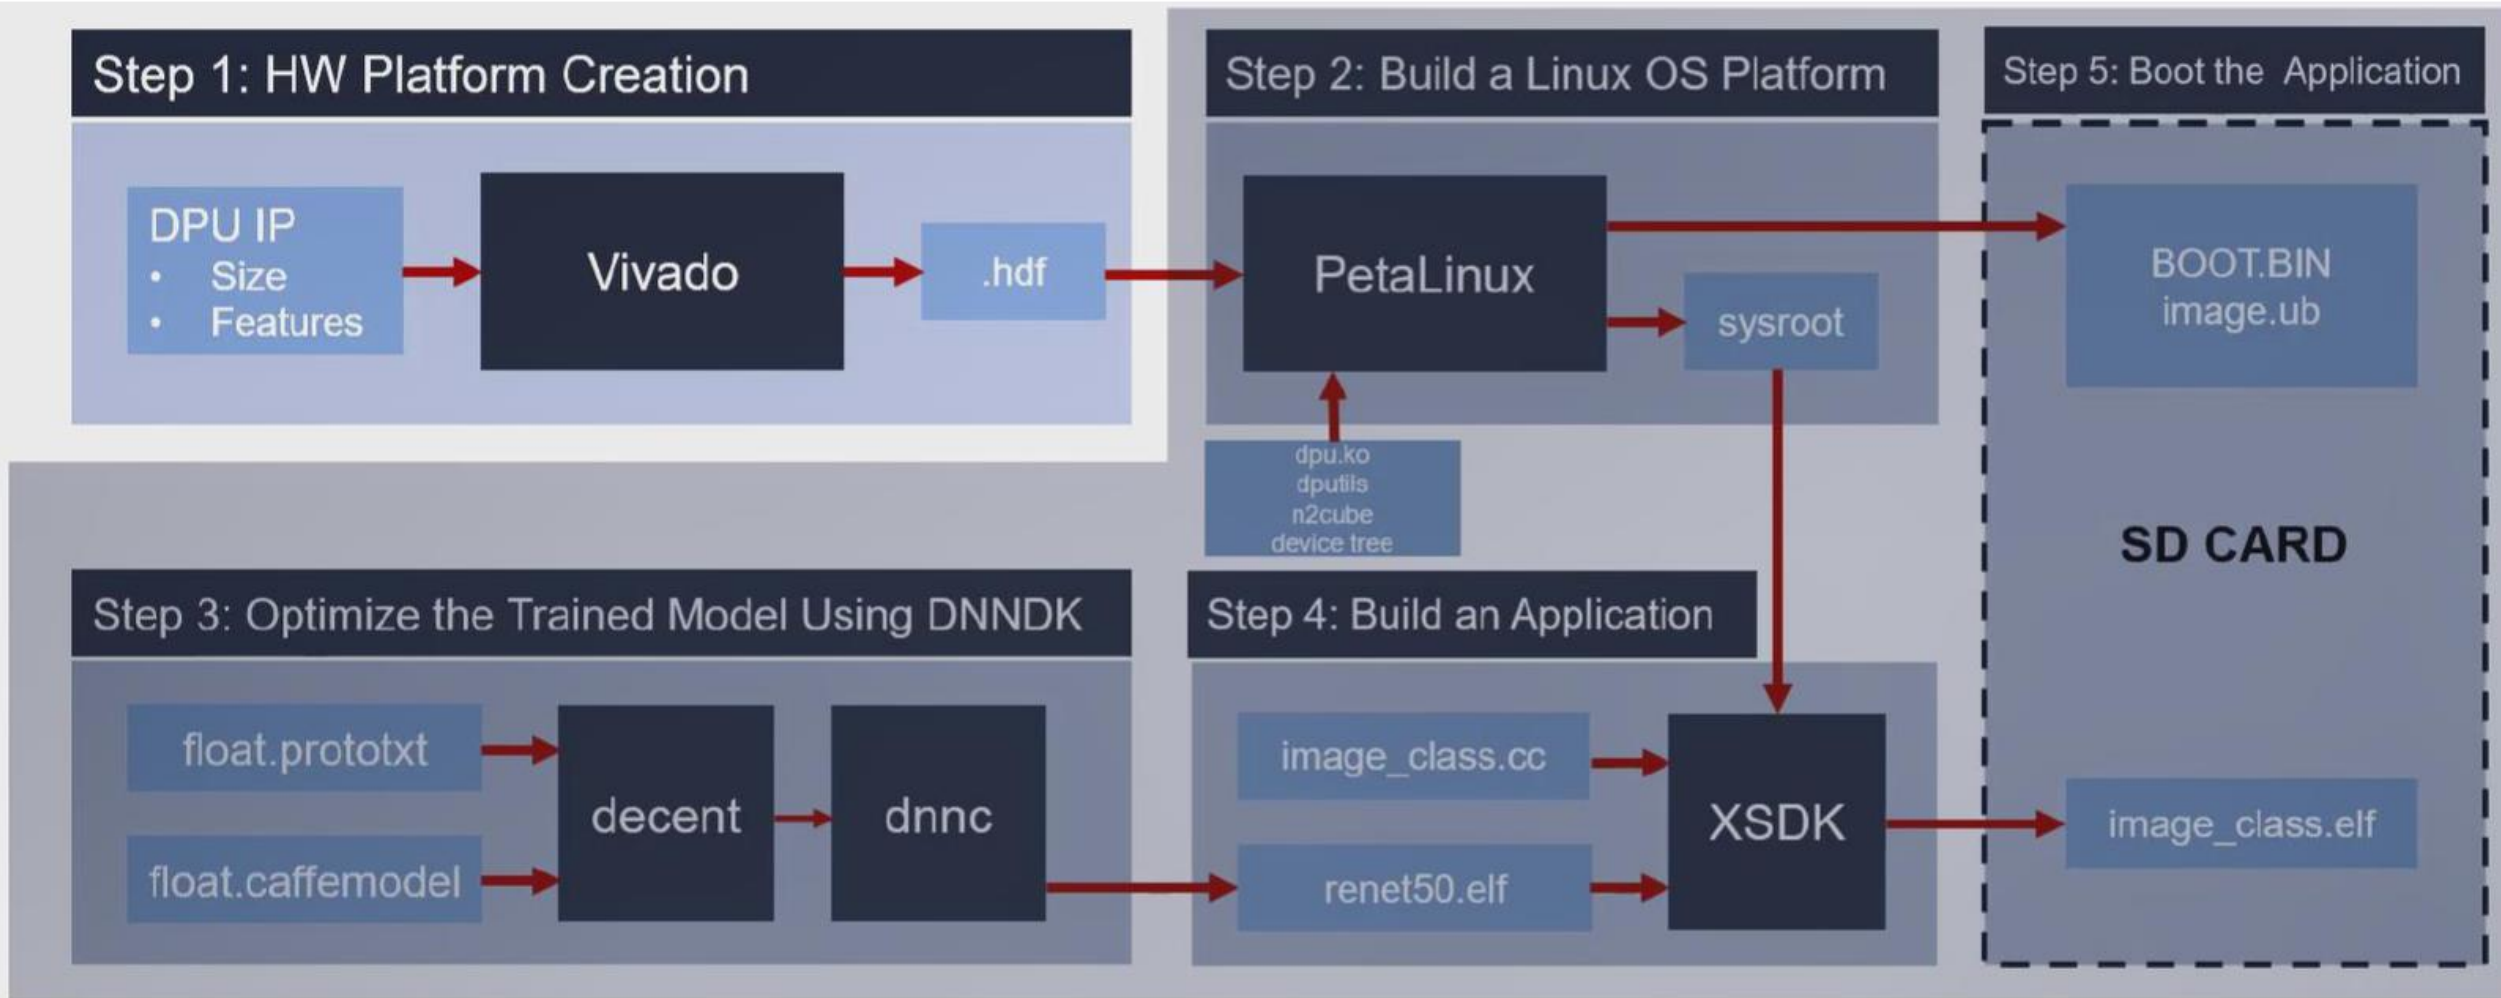 Step 1: HW Platform Creation
DPU IP
• Size
• Features
Vivado
.hdf
Step 2: Build a Linux OS Platform
PetaLinux
sysroot
dpu.ko
dputils
n2cube
device tree
Step 3: Optimize the Trained Model Using DNNDK
float.prototxt
float.caffemodel
decent
dnnc
Step 4: Build an Application
image_class.cc
renet50.elf
XSDK
Step 5: Boot the Application
BOOT.BIN
image.ub
SD CARD
image_class.elf